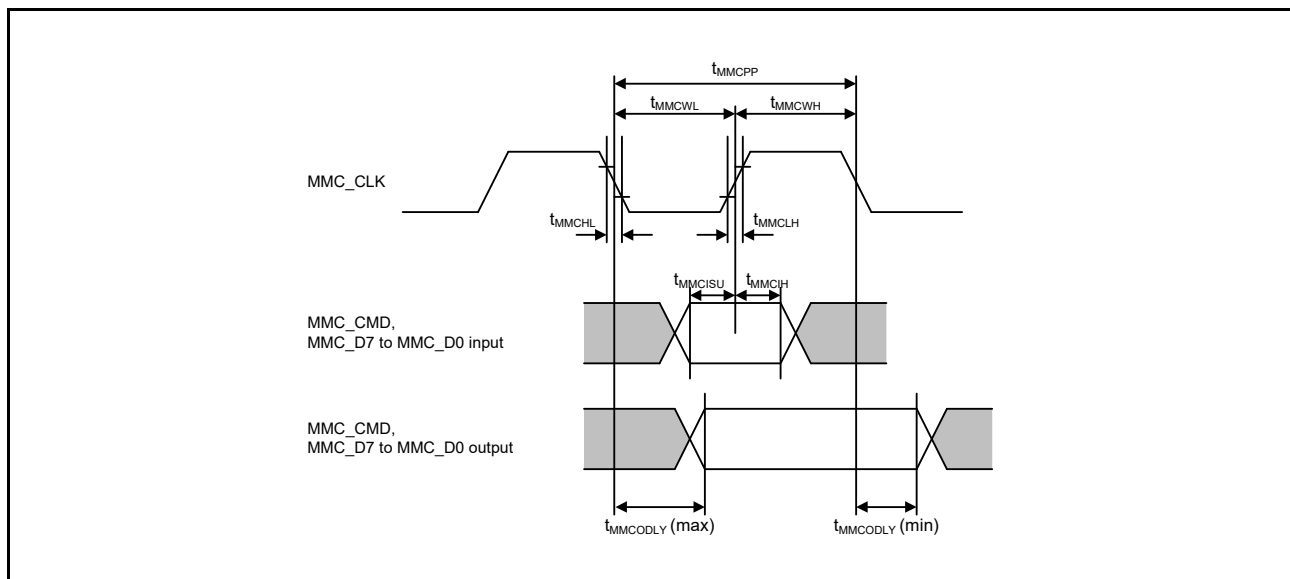 tMMCPP
tMMCWL
tMMCWH
MMC_CLK
tMMCHL
tMMCLH
tMMCISU
tMMCIH
MMC_CMD,
MMC_D7 to MMC_D0 input
MMC_CMD,
MMC_D7 to MMC_D0 output
tMMCODLY (max)
tMMCODLY (min)